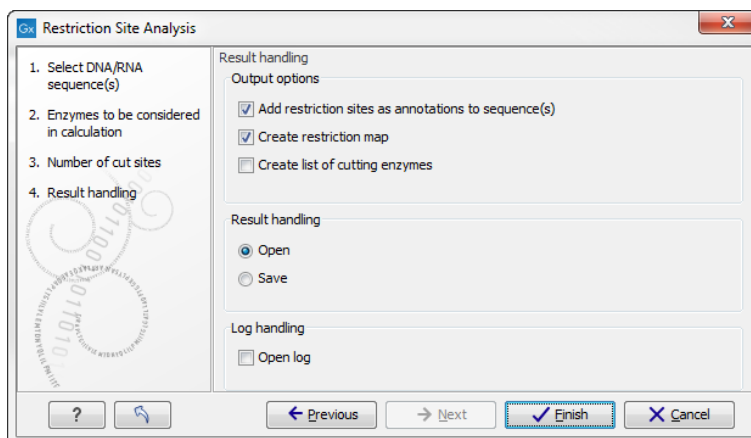 Gx Restriction Site Analysis
X
1. Select DNA/RNA
sequence(s)
2. Enzymes to be considered
in calculation
3. Number of cut sites
4. Result handling
Result handling
Output options
Add restriction sites as annotations to sequence(s)
Create restriction map
Create list of cutting enzymes
Result handling
Open
Save
Log handling
Open log
? Previous Next Finish Cancel